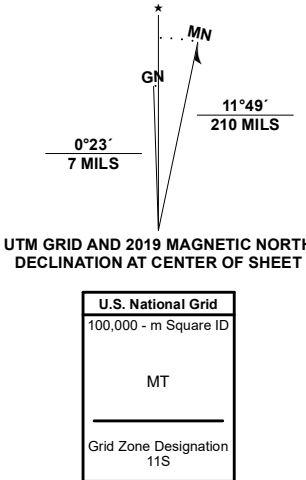 ★
MN
GN
11°49´
210 MILS
0°23´
7 MILS
UTM GRID AND 2019 MAGNETIC NORTH
DECLINATION AT CENTER OF SHEET
U.S. National Grid
100,000 - m Square ID
MT
Grid Zone Designation
11S